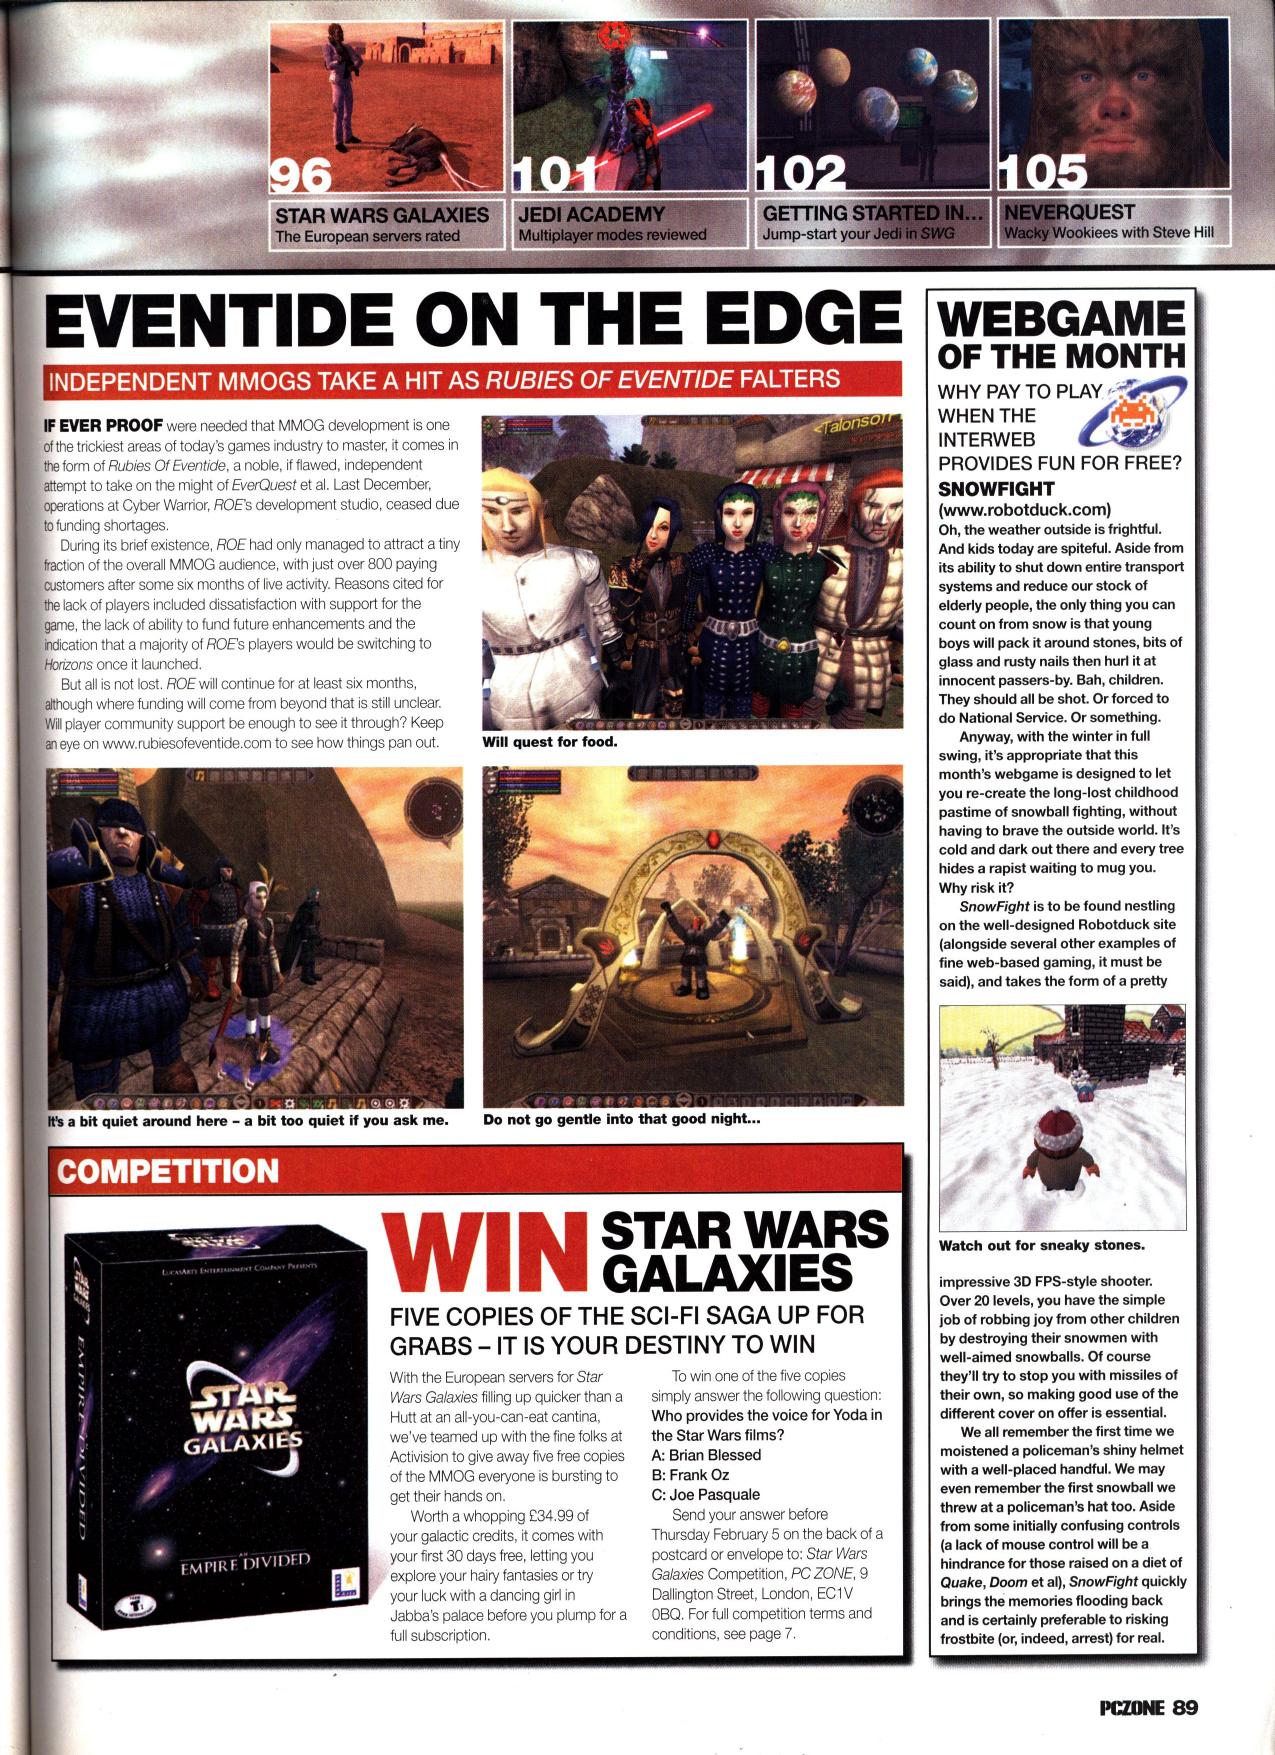 96
STAR WARS GALAXIES
The European servers rated
101
JEDI ACADEMY
Multiplayer modes reviewed
102
GETTING STARTED IN...
Jump-start your Jedi in SWG
105
NEVERQUEST
Wacky Wookiees with Steve Hill
EVENTIDE ON THE EDGE
INDEPENDENT MMOGS TAKE A HIT AS RUBIES OF EVENTIDE FALTERS
IF EVER PROOF were needed that MMOG development is one
of the trickiest areas of today's games industry to master, it comes in
the form of Rubies Of Eventide, a noble, if flawed, independent
attempt to take on the might of EverQuest et al. Last December,
operations at Cyber Warrior, ROE's development studio, ceased due
to funding shortages.
During its brief existence, ROE had only managed to attract a tiny
fraction of the overall MMOG audience, with just over 800 paying
customers after some six months of live activity. Reasons cited for
the lack of players included dissatisfaction with support for the
game, the lack of ability to fund future enhancements and the
indication that a majority of ROE's players would be switching to
Horizons once it launched.
But all is not lost. ROE will continue for at least six months,
although where funding will come from beyond that is still unclear.
Will player community support be enough to see it through? Keep
an eye on www.rubiesofeventide.com to see how things pan out.
<Talonsoft
Will quest for food.
It's a bit quiet around here – a bit too quiet if you ask me.
Do not go gentle into that good night...
COMPETITION
LUCASARTS ENTERTAINMENT COMPANY PRESENTS
STAR WARS GALAXIES
EMPIRE DIVIDED
STAR
WARS
GALAXIES
AN
EMPIRE DIVIDED
T
WIN STAR WARS
GALAXIES
FIVE COPIES OF THE SCI-FI SAGA UP FOR
GRABS – IT IS YOUR DESTINY TO WIN
With the European servers for Star
Wars Galaxies filling up quicker than a
Hutt at an all-you-can-eat cantina,
we've teamed up with the fine folks at
Activision to give away five free copies
of the MMOG everyone is bursting to
get their hands on.
Worth a whopping £34.99 of
your galactic credits, it comes with
your first 30 days free, letting you
explore your hairy fantasies or try
your luck with a dancing girl in
Jabba's palace before you plump for a
full subscription.
To win one of the five copies
simply answer the following question:
Who provides the voice for Yoda in
the Star Wars films?
A: Brian Blessed
B: Frank Oz
C: Joe Pasquale
Send your answer before
Thursday February 5 on the back of a
postcard or envelope to: Star Wars
Galaxies Competition, PC ZONE, 9
Dallington Street, London, EC1V
0BQ. For full competition terms and
conditions, see page 7.
WEBGAME
OF THE MONTH
WHY PAY TO PLAY
WHEN THE
INTERWEB
PROVIDES FUN FOR FREE?
SNOWFIGHT
(www.robotduck.com)
Oh, the weather outside is frightful.
And kids today are spiteful. Aside from
its ability to shut down entire transport
systems and reduce our stock of
elderly people, the only thing you can
count on from snow is that young
boys will pack it around stones, bits of
glass and rusty nails then hurl it at
innocent passers-by. Bah, children.
They should all be shot. Or forced to
do National Service. Or something.
Anyway, with the winter in full
swing, it's appropriate that this
month's webgame is designed to let
you re-create the long-lost childhood
pastime of snowball fighting, without
having to brave the outside world. It's
cold and dark out there and every tree
hides a rapist waiting to mug you.
Why risk it?
SnowFight is to be found nestling
on the well-designed Robotduck site
(alongside several other examples of
fine web-based gaming, it must be
said), and takes the form of a pretty
Watch out for sneaky stones.
impressive 3D FPS-style shooter.
Over 20 levels, you have the simple
job of robbing joy from other children
by destroying their snowmen with
well-aimed snowballs. Of course
they'll try to stop you with missiles of
their own, so making good use of the
different cover on offer is essential.
We all remember the first time we
moistened a policeman's shiny helmet
with a well-placed handful. We may
even remember the first snowball we
threw at a policeman's hat too. Aside
from some initially confusing controls
(a lack of mouse control will be a
hindrance for those raised on a diet of
Quake, Doom et al), SnowFight quickly
brings the memories flooding back
and is certainly preferable to risking
frostbite (or, indeed, arrest) for real.
PCZONE 89